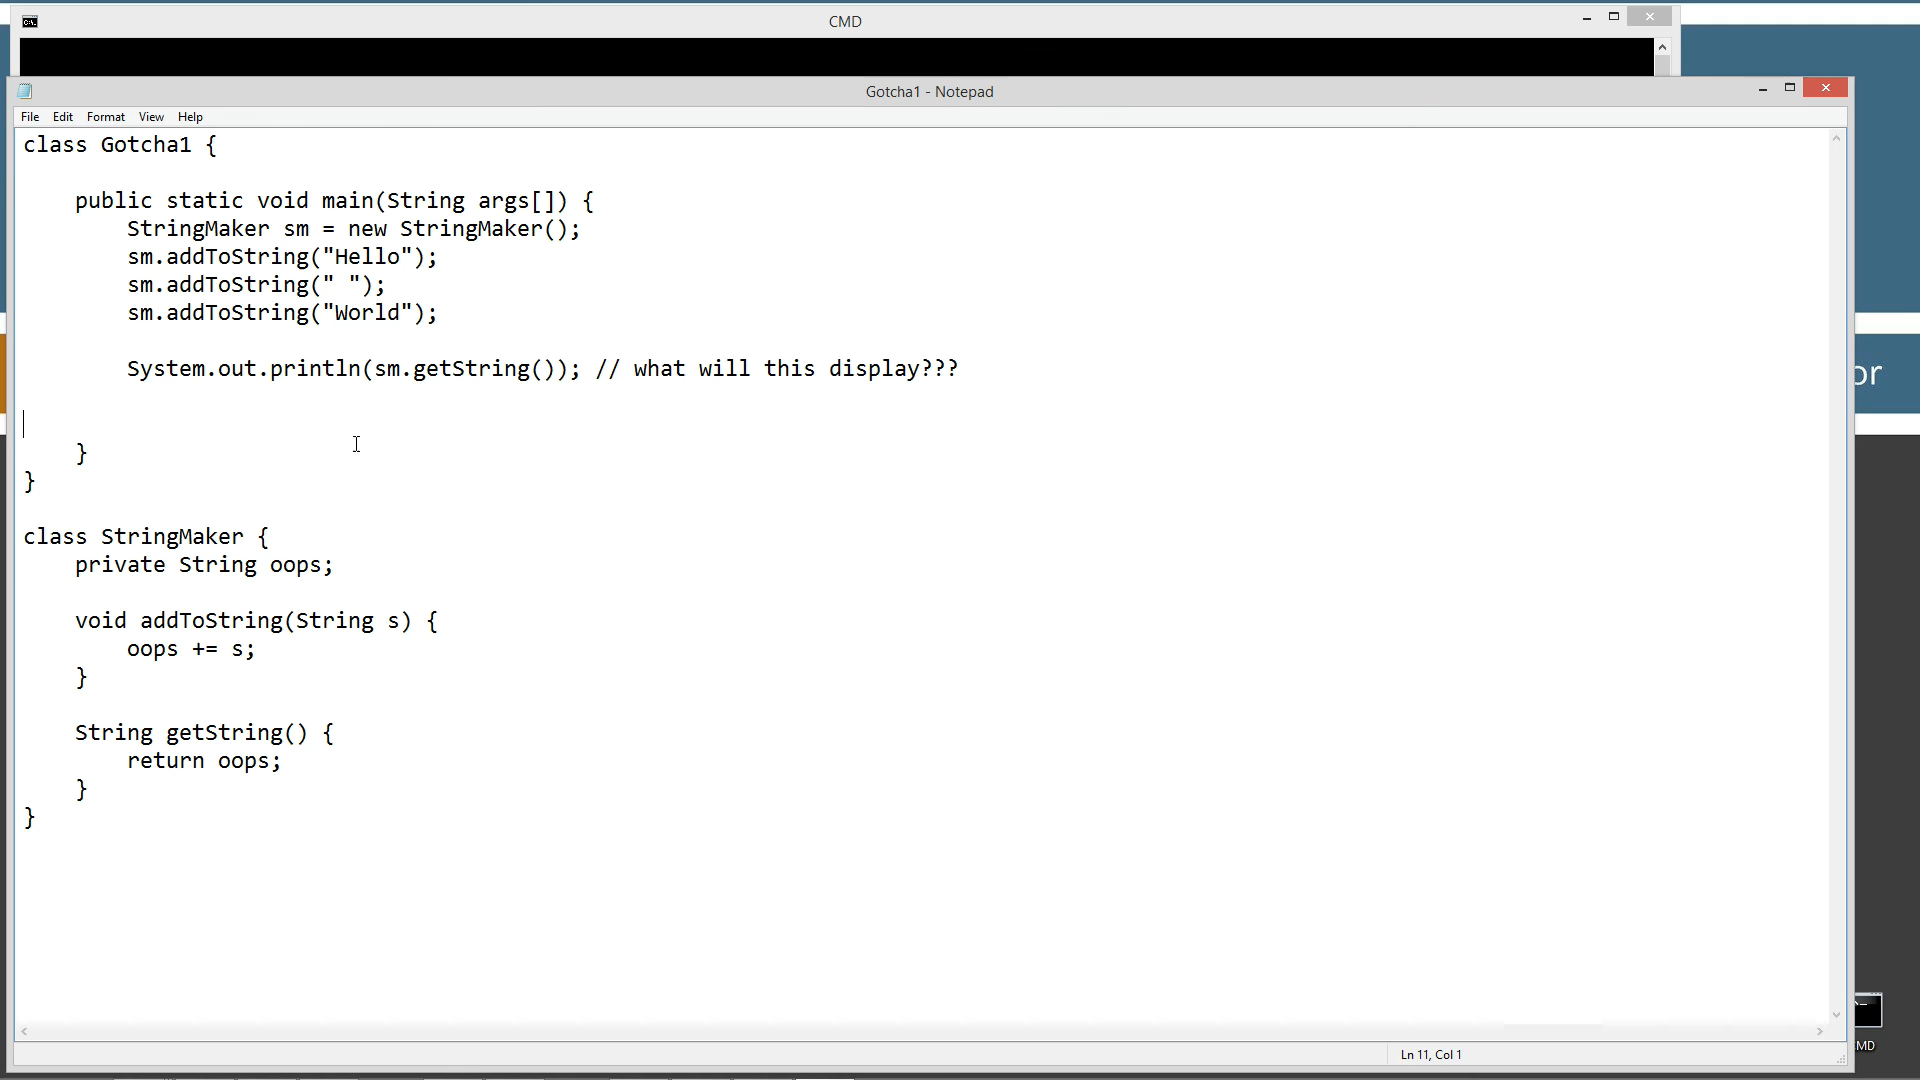 CMD
Gotcha1 - Notepad
File Edit Format View Help
class Gotcha1 {
    public static void main(String args[]) {
        StringMaker sm = new StringMaker();
        sm.addToString("Hello");
        sm.addToString(" ");
        sm.addToString("World");
        System.out.println(sm.getString()); // what will this display???
    }
}
class StringMaker {
    private String oops;
    void addToString(String s) {
        oops += s;
    }
    String getString() {
        return oops;
    }
}
or
MD
Ln 11, Col 1